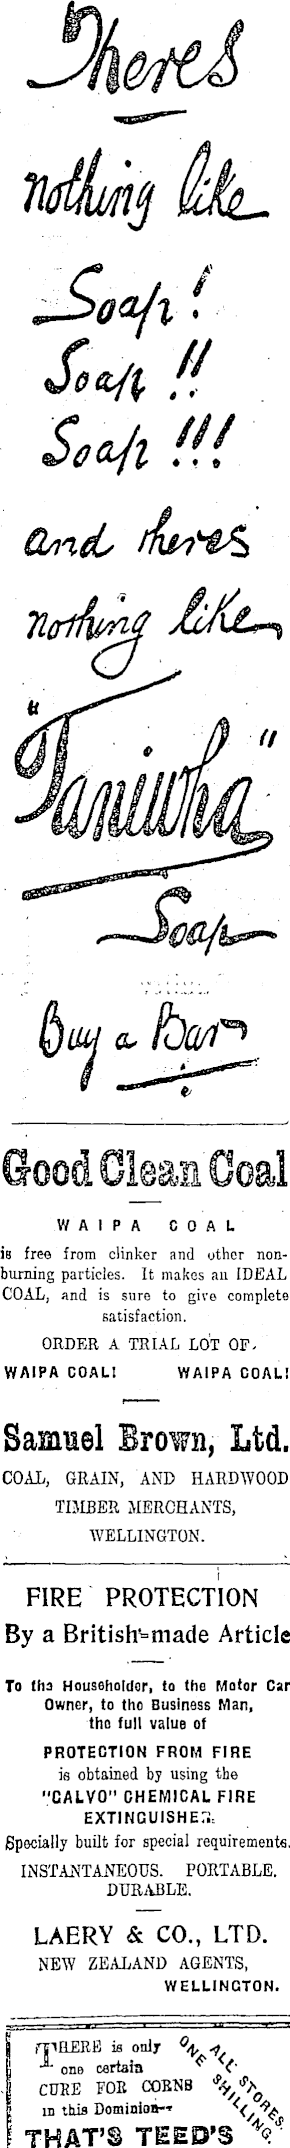 Theres
nothing like
Soap!
Soap!!
Soap!!!
and theres
nothing like
"Taniwha"
Soap
Buy a Bar
Good Clean Coal
WAIPA COAL
is free from clinker and other non-
burning particles. It makes an IDEAL
COAL, and is sure to give complete
satisfaction.
ORDER A TRIAL LOT OF
WAIPA COAL! WAIPA COAL!
Samuel Brown, Ltd.
COAL, GRAIN, AND HARDWOOD
TIMBER MERCHANTS,
WELLINGTON.
FIRE PROTECTION
By a British-made Article
To the Householder, to the Motor Car
Owner, to the Business Man,
the full value of
PROTECTION FROM FIRE
is obtained by using the
"CALVO" CHEMICAL FIRE
EXTINGUISHER.
Specially built for special requirements.
INSTANTANEOUS. PORTABLE.
DURABLE.
LAERY & CO., LTD.
NEW ZEALAND AGENTS,
WELLINGTON.
THERE is only
one certain
CURE FOR CORNS
in this Dominion—
THAT'S TEED'S
ALL STORES.
ONE SHILLING.